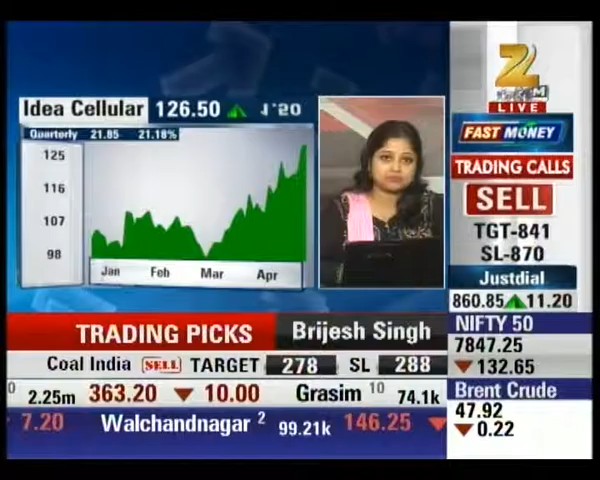 Idea Cellular 126.50 1.20
Quarterly 21.85 21.18%
125
116
107
98
Jan Feb Mar Apr
LIVE
FAST MONEY
TRADING CALLS
SELL
TGT-841
SL-870
Justdial
860.85 11.20
NIFTY 50
7847.25
132.65
Brent Crude
47.92
0.22
TRADING PICKS Brijesh Singh
Coal India SELL TARGET 278 SL 288
0 2.25m 363.20 10.00 Grasim 10 74.1k
7.20 Walchandnagar 2 99.21k 146.25